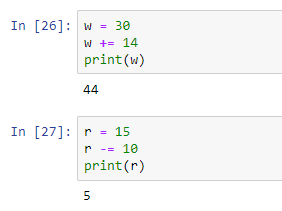 In [26]: w = 30
w += 14
print(w)
44
In [27]: r = 15
r -= 10
print(r)
5